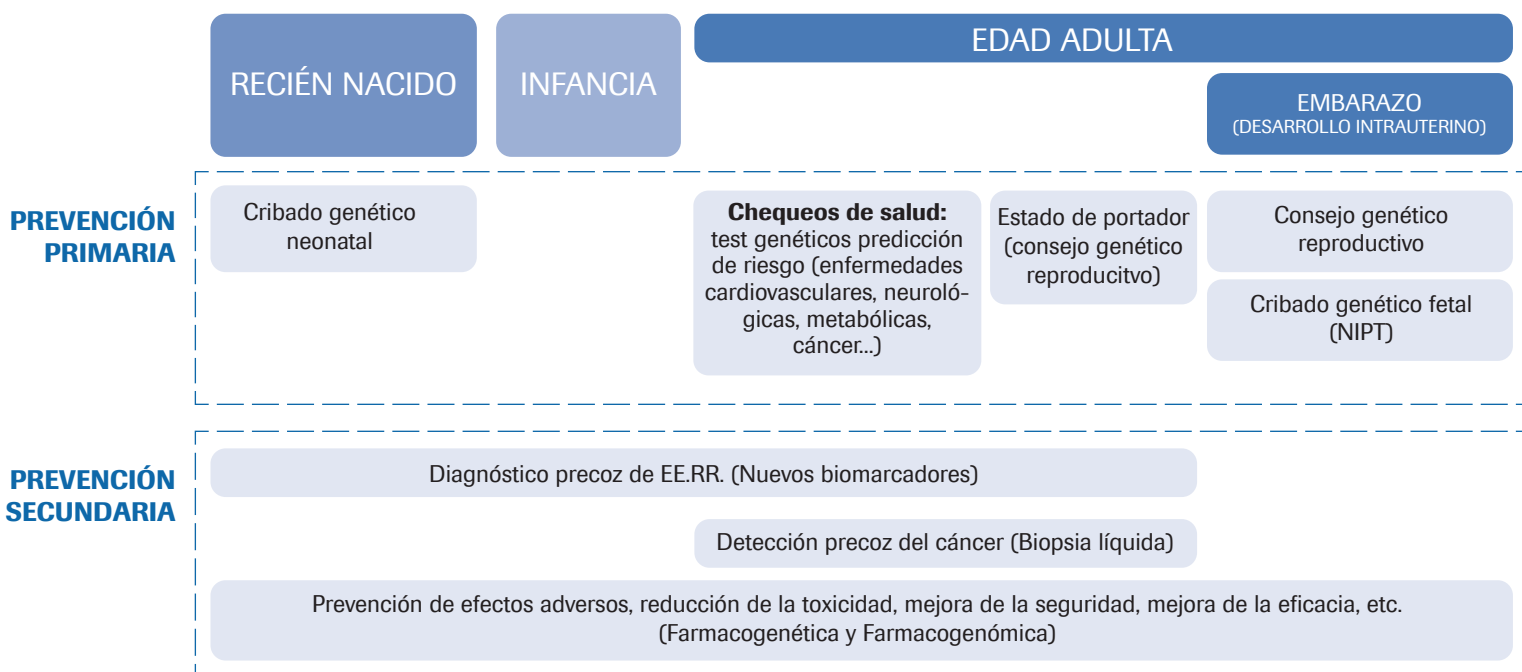 RECIÉN NACIDO
INFANCIA
EDAD ADULTA
EMBARAZO
(DESARROLLO INTRAUTERINO)
PREVENCIÓN
PRIMARIA
Cribado genético
neonatal
Chequeos de salud:
test genéticos predicción
de riesgo (enfermedades
cardiovasculares, neuroló-
gicas, metabólicas,
cáncer...)
Estado de portador
(consejo genético
reproducitvo)
Consejo genético
reproductivo
Cribado genético fetal
(NIPT)
PREVENCIÓN
SECUNDARIA
Diagnóstico precoz de EE.RR. (Nuevos biomarcadores)
Detección precoz del cáncer (Biopsia líquida)
Prevención de efectos adversos, reducción de la toxicidad, mejora de la seguridad, mejora de la eficacia, etc.
(Farmacogenética y Farmacogenómica)